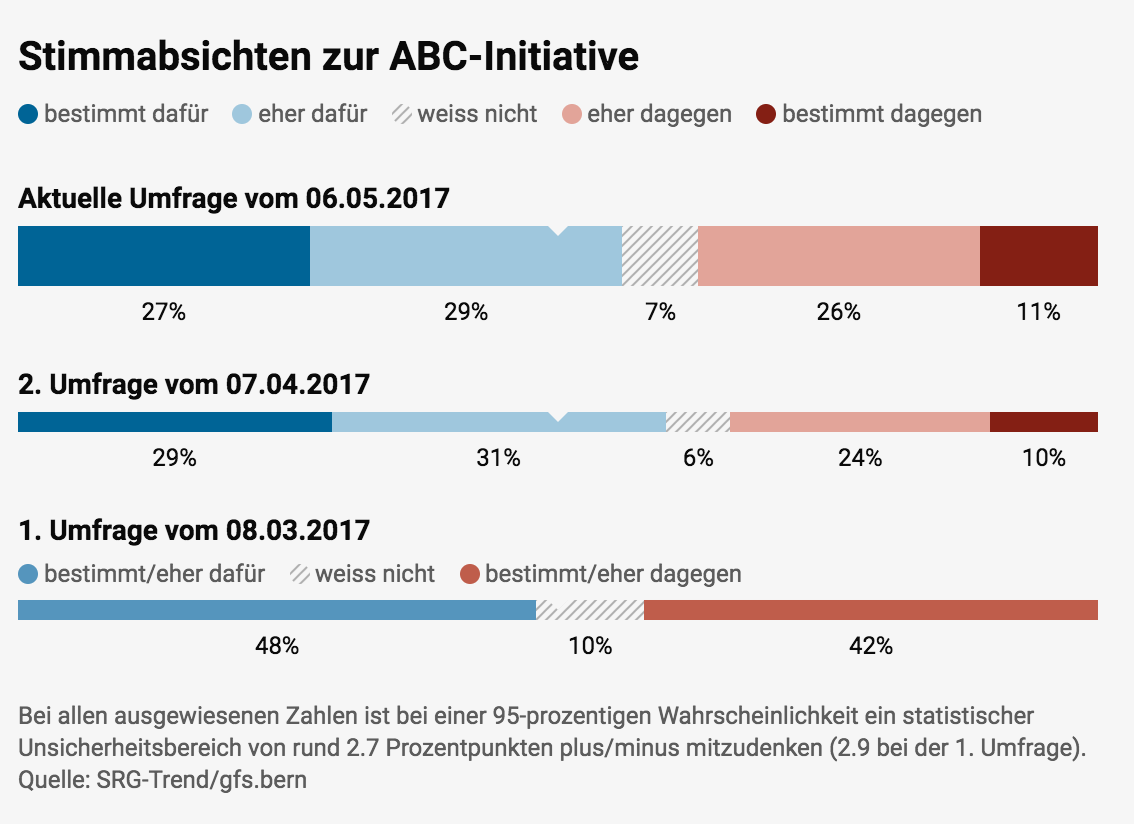 Stimmabsichten zur ABC-Initiative
bestimmt dafür eher dafür weiss nicht eher dagegen bestimmt dagegen
Aktuelle Umfrage vom 06.05.2017
27% 29% 7% 26% 11%
2. Umfrage vom 07.04.2017
29% 31% 6% 24% 10%
1. Umfrage vom 08.03.2017
bestimmt/eher dafür weiss nicht bestimmt/eher dagegen
48% 10% 42%
Bei allen ausgewiesenen Zahlen ist bei einer 95-prozentigen Wahrscheinlichkeit ein statistischer
Unsicherheitsbereich von rund 2.7 Prozentpunkten plus/minus mitzudenken (2.9 bei der 1. Umfrage).
Quelle: SRG-Trend/gfs.bern